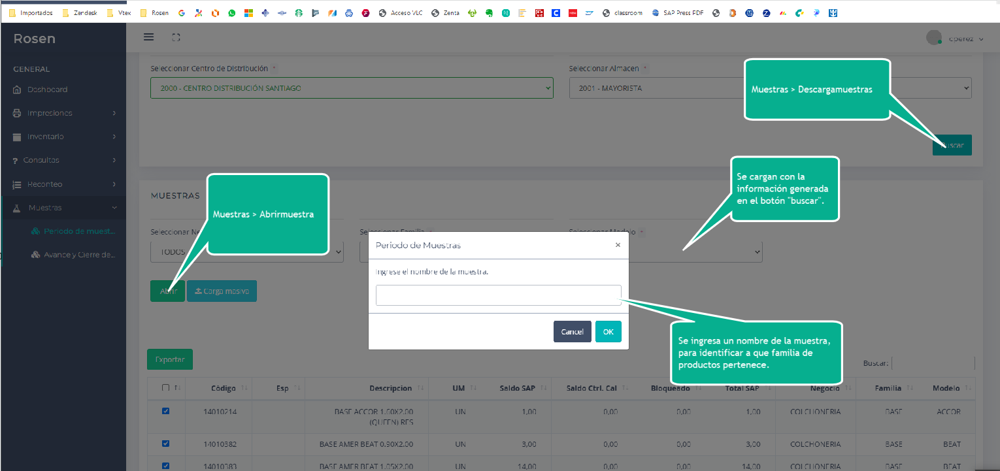 Importados Zendesk Vtex Rosen Acceso VLC Zenta classroom SAP Press PDF
Rosen
cperez
GENERAL
Dashboard
Impresiones
Inventario
Consultas
Reconteo
Muestras
Periodo de muest...
Avance y Cierre de...
Seleccionar Centro de Distribución * Seleccionar Almacen *
2000 - CENTRO DISTRIBUCIÓN SANTIAGO 2001 - MAYORISTA
Muestras > Descargamuestras
Buscar
Se cargan con la
información generada
en el botón "buscar".
MUESTRAS
Muestras > Abrirmuestra
Seleccionar Ne Seleccionar Familia * Seleccionar Modelo *
TODOS
Abrir Carga masiva
Periodo de Muestras ×
Ingrese el nombre de la muestra.
Cancel OK
Se ingresa un nombre de la muestra,
para identificar a que familia de
productos pertenece.
Exportar Buscar:
Código Esp Descripcion UM Saldo SAP Saldo Ctrl. Cal Bloqueado Total SAP Negocio Familia Modelo
14010214 BASE ACCOR 1.60X2.00 UN 1,00 0,00 0,00 1,00 COLCHONERIA BASE ACCOR
(QUEEN) RES
14010382 BASE AMER BEAT 0.90X2.00 UN 3,00 0,00 0,00 3,00 COLCHONERIA BASE BEAT
14010383 BASE AMER BEAT 1.05X2.00 UN 14,00 0,00 0,00 14,00 COLCHONERIA BASE BEAT